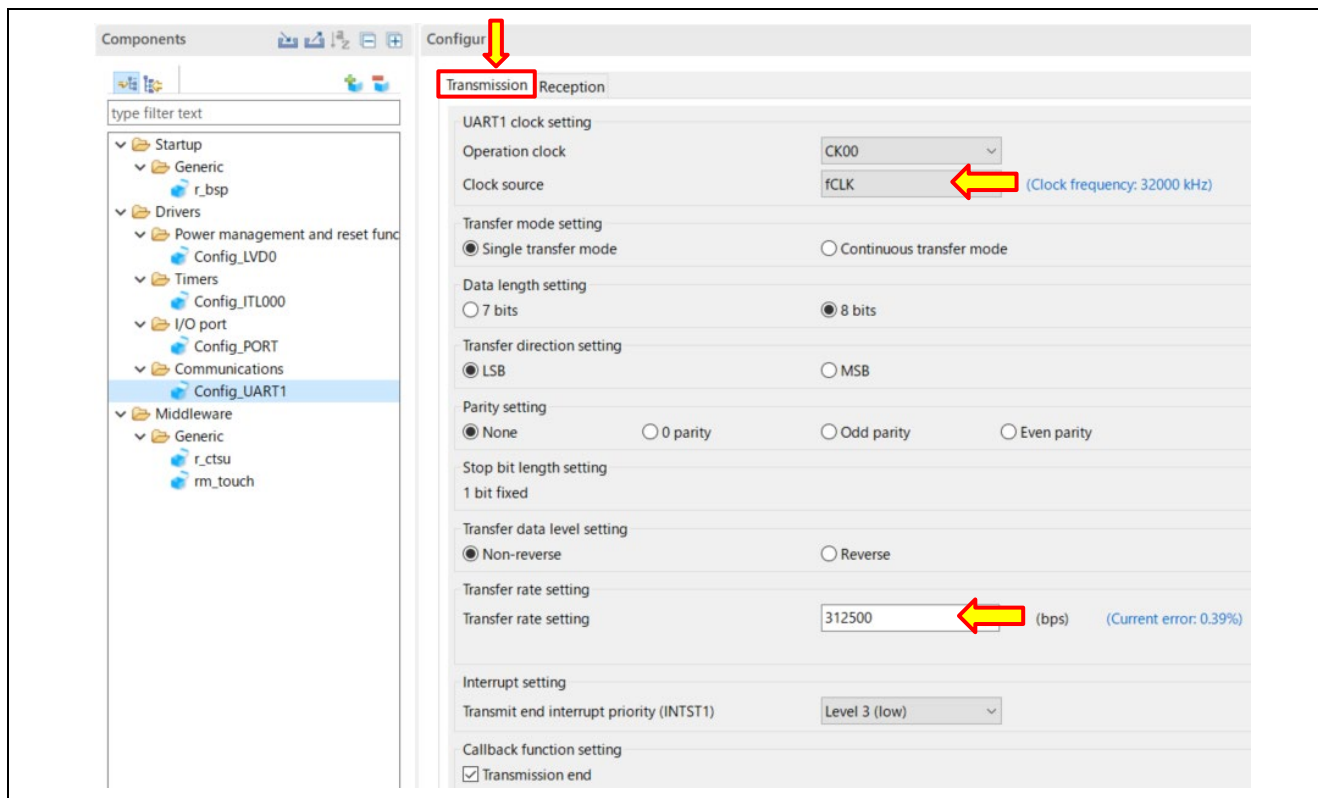 Components
type filter text
Startup
Generic
r_bsp
Drivers
Power management and reset func
Config_LVD0
Timers
Config_ITL000
I/O port
Config_PORT
Communications
Config_UART1
Middleware
Generic
r_ctsu
rm_touch
Configur
Transmission Reception
UART1 clock setting
Operation clock CK00
Clock source fCLK (Clock frequency: 32000 kHz)
Transfer mode setting
Single transfer mode Continuous transfer mode
Data length setting
7 bits 8 bits
Transfer direction setting
LSB MSB
Parity setting
None 0 parity Odd parity Even parity
Stop bit length setting
1 bit fixed
Transfer data level setting
Non-reverse Reverse
Transfer rate setting
Transfer rate setting 312500 (bps) (Current error: 0.39%)
Interrupt setting
Transmit end interrupt priority (INTST1) Level 3 (low)
Callback function setting
Transmission end